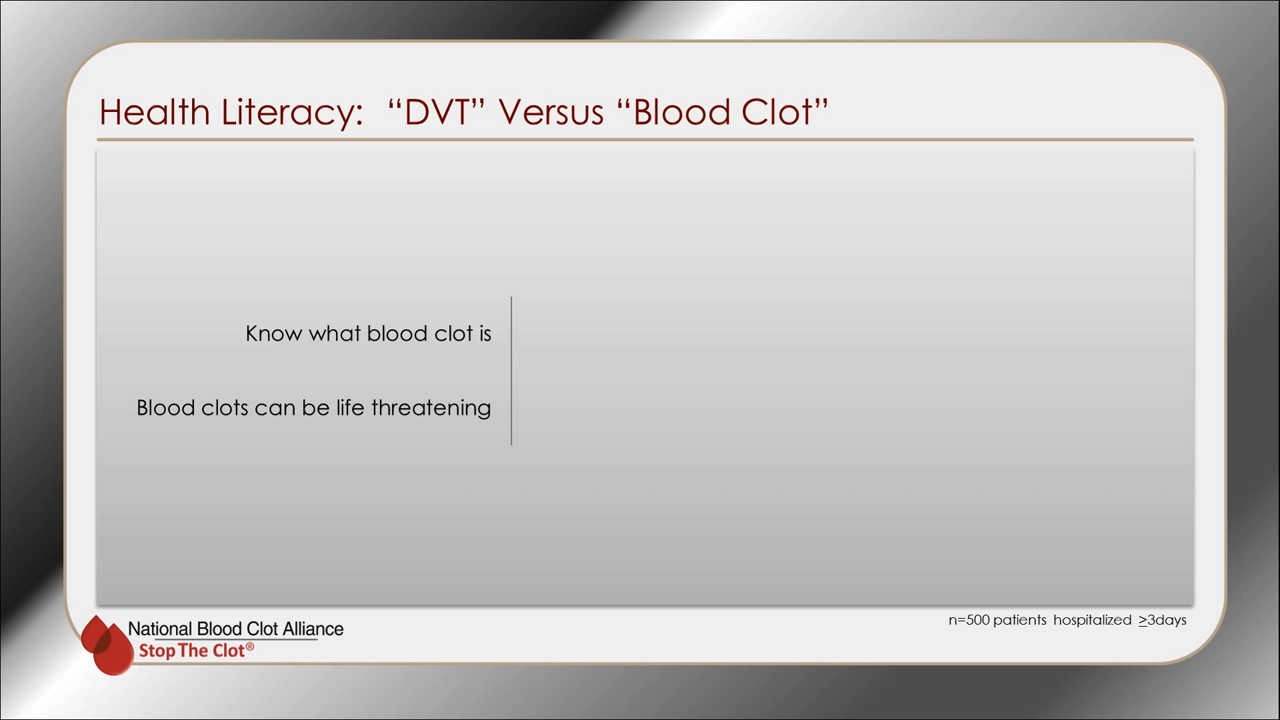 Health Literacy:  “DVT” Versus “Blood Clot”
Know what blood clot is
Blood clots can be life threatening
n=500 patients hospitalized ≥3days
National Blood Clot Alliance
Stop The Clot®